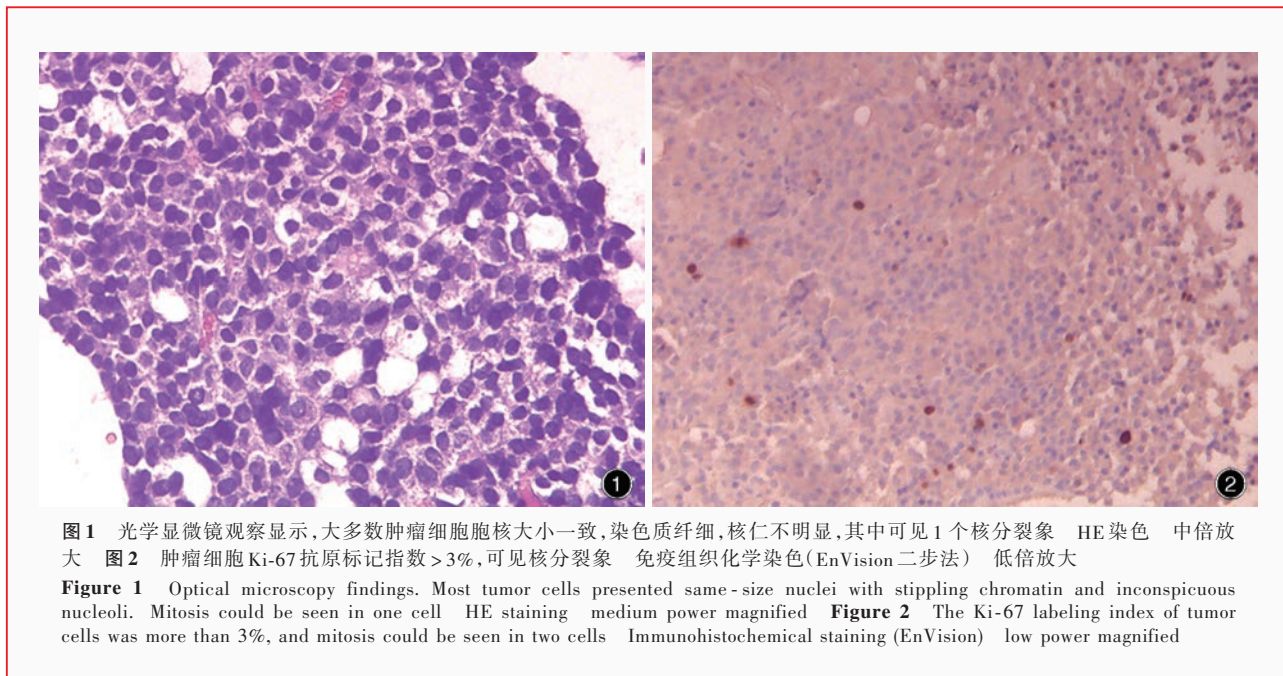 1
2
图1 光学显微镜观察显示,大多数肿瘤细胞胞核大小一致,染色质纤细,核仁不明显,其中可见1个核分裂象 HE染色 中倍放
大 图2 肿瘤细胞Ki-67抗原标记指数>3%,可见核分裂象 免疫组织化学染色(EnVision二步法) 低倍放大
Figure 1 Optical microscopy findings. Most tumor cells presented same-size nuclei with stippling chromatin and inconspicuous
nucleoli. Mitosis could be seen in one cell HE staining medium power magnified Figure 2 The Ki-67 labeling index of tumor
cells was more than 3%, and mitosis could be seen in two cells Immunohistochemical staining (EnVision) low power magnified